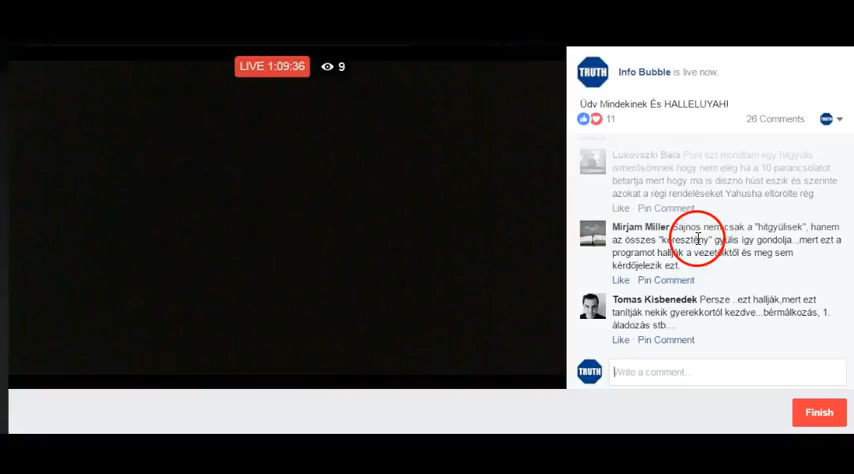 LIVE 1:09:36
9
TRUTH
Info Bubble is live now.
Üdv Mindekinek És HALLELUYAH!
11
26 Comments
TRUTH
Lukovszki Béla Pont ezt mondtam egy hitgyülis
ismerősömnek hogy nem elég ha a 10 parancsolatot
betartja mert hogy ma is disznó húst eszik és szerinte
azokat a régi rendeléseket Yahusha eltörölte rég
Like · Pin Comment
Mirjam Miller Sajnos nem csak a "hitgyülisek", hanem
az összes "keresztény" gyülis így gondolja...mert ezt a
programot hallják a vezetőiktől és meg sem
kérdőjelezik ezt.
Like · Pin Comment
Tomas Kisbenedek Persze ..ezt hallják,mert ezt
tanítják nekik gyerekkortól kezdve...bérmálkozás, 1.
áladozás stb....
Like · Pin Comment
TRUTH
Write a comment...
Finish